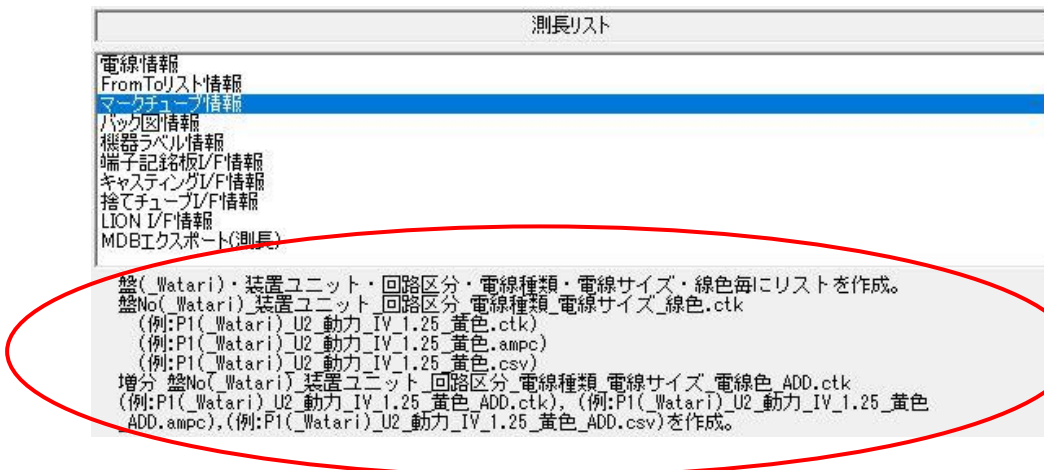 測長リスト
電線情報
FromToリスト情報
マークチューブ情報
バック図情報
機器ラベル情報
端子記銘板I/F情報
キャスティングI/F情報
捨てチューブI/F情報
LION I/F情報
MDBエクスポート(測長)
盤(_Watari)・装置ユニット・回路区分・電線種類・電線サイズ・線色毎にリストを作成。
盤No(_Watari)_装置ユニット_回路区分_電線種類_電線サイズ_線色.ctk
(例:P1(_Watari)_U2_動力_IV_1.25_黄色.ctk)
(例:P1(_Watari)_U2_動力_IV_1.25_黄色.ampc)
(例:P1(_Watari)_U2_動力_IV_1.25_黄色.csv)
増分 盤No(_Watari)_装置ユニット_回路区分_電線種類_電線サイズ_電線色_ADD.ctk
(例:P1(_Watari)_U2_動力_IV_1.25_黄色_ADD.ctk), (例:P1(_Watari)_U2_動力_IV_1.25_黄色
_ADD.ampc),(例:P1(_Watari)_U2_動力_IV_1.25_黄色_ADD.csv)を作成。